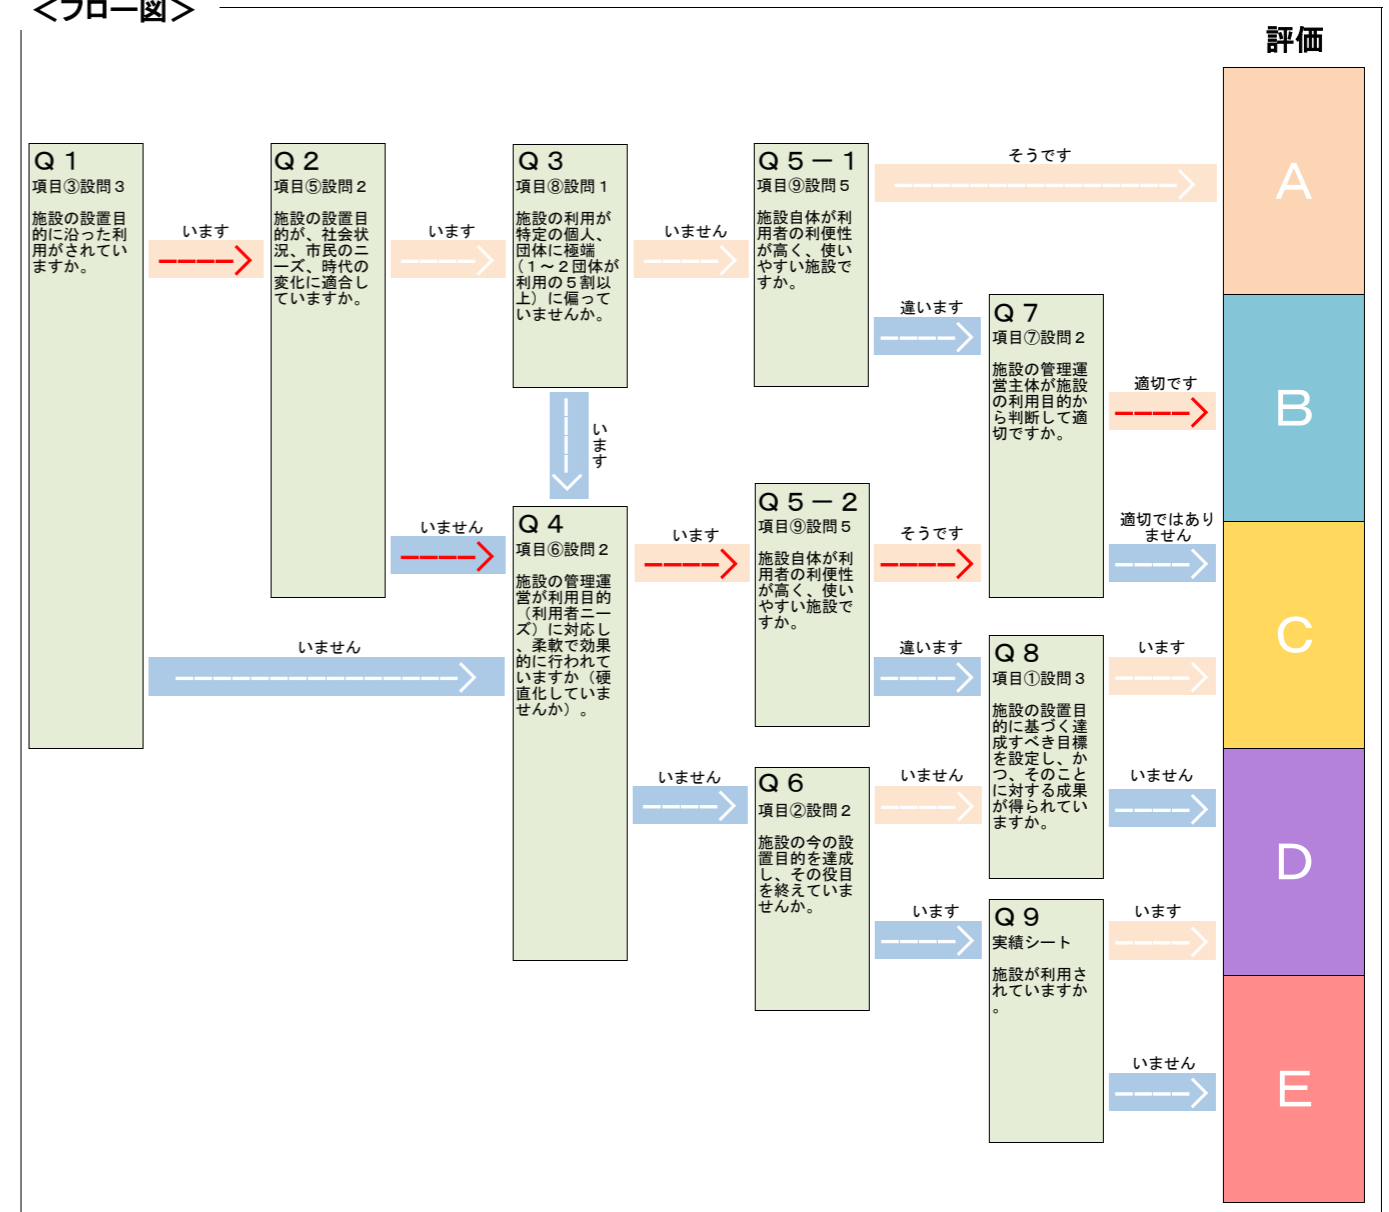 ＜フロー図＞
評価
Ｑ１
項目③設問３
施設の設置目
的に沿った利
用がされてい
ますか。
います
いません
Ｑ２
項目⑤設問２
施設の設置目
的が、社会状
況、市民のニ
ーズ、時代の
変化に適合し
ていますか。
います
いません
Ｑ３
項目⑧設問１
施設の利用が
特定の個人、
団体に極端
（１～２団体が
利用の５割以
上）に偏って
いませんか。
いません
います
Ｑ４
項目⑥設問２
施設の管理運
営が利用目的
（利用者ニー
ズ）に対応し
、柔軟で効果
的に行われて
いますか（硬
直化していま
せんか）。
います
いません
Ｑ５－１
項目⑨設問５
施設自体が利
用者の利便性
が高く、使い
やすい施設で
すか。
そうです
違います
Ｑ５－２
項目⑨設問５
施設自体が利
用者の利便性
が高く、使い
やすい施設で
すか。
そうです
違います
Ｑ６
項目②設問２
施設の今の設
置目的を達成
し、その役目
を終えていま
せんか。
いません
います
Ｑ７
項目⑦設問２
施設の管理運
営主体が施設
の利用目的か
ら判断して適
切ですか。
適切です
適切ではあり
ません
Ｑ８
項目①設問３
施設の設置目
的に基づく達
成すべき目標
を設定し、か
つ、そのこと
に対する成果
が得られてい
ますか。
います
いません
Ｑ９
実績シート
施設が利用さ
れていますか
。
います
いません
Ａ
Ｂ
Ｃ
Ｄ
Ｅ